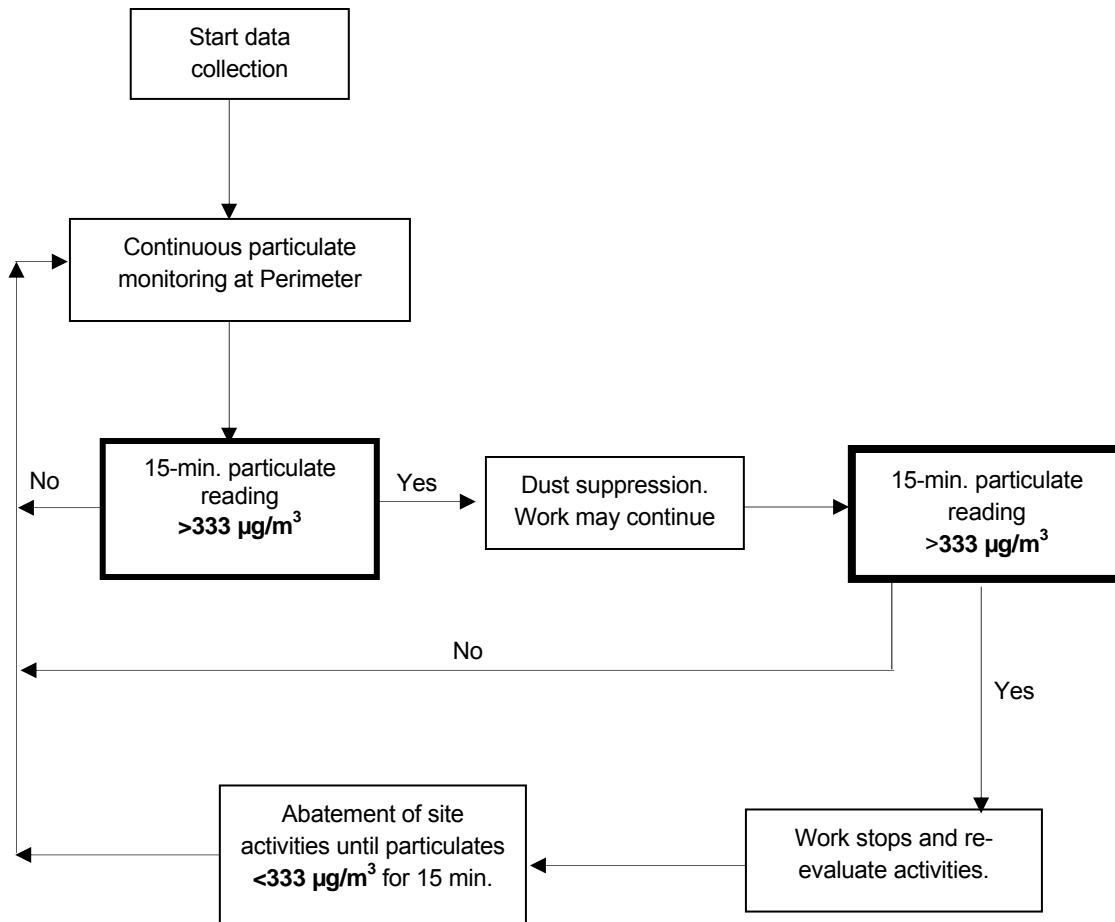 Start data
collection
Continuous particulate
monitoring at Perimeter
No
15-min. particulate
reading
>333 µg/m³
Yes
Dust suppression.
Work may continue
15-min. particulate
reading
>333 µg/m³
No
Yes
Abatement of site
activities until particulates
<333 µg/m³ for 15 min.
Work stops and re-
evaluate activities.